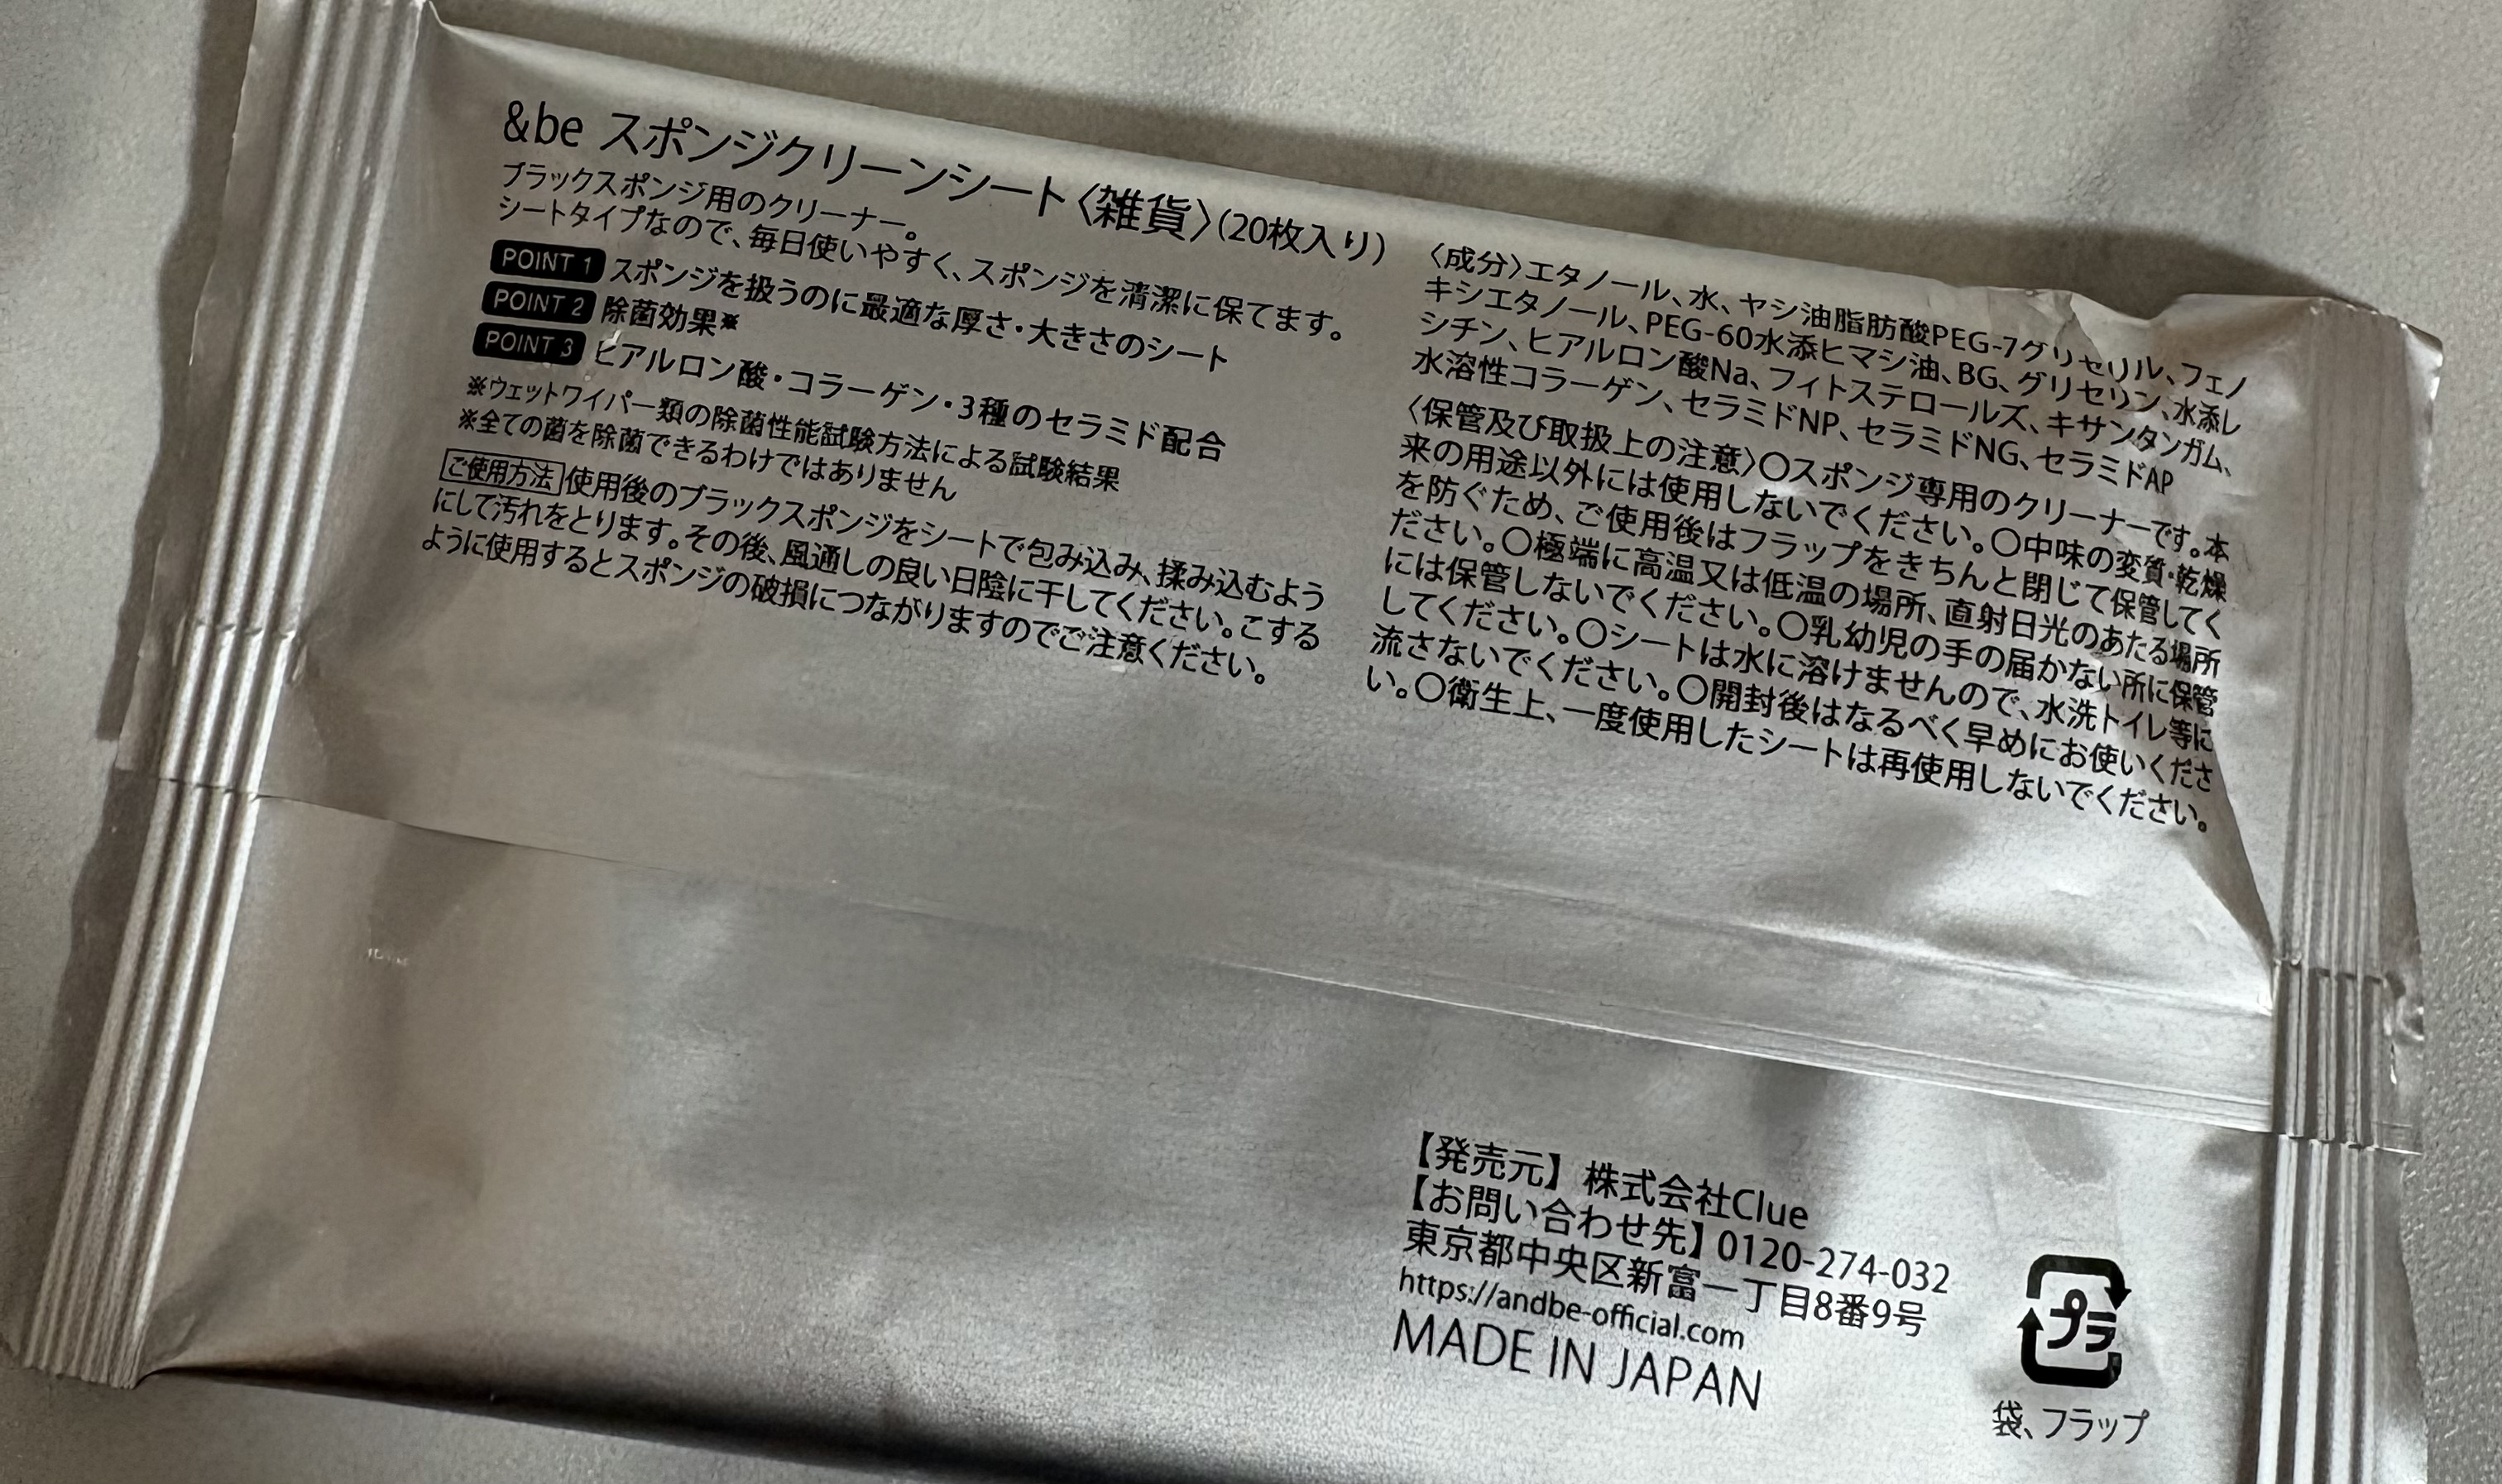 &be スポンジクリーンシート〈雑貨〉(20枚入り)
ブラックスポンジ用のクリーナー。
シートタイプなので、毎日使いやすく、スポンジを清潔に保てます。
POINT 1 スポンジを扱うのに最適な厚さ・大きさのシート
POINT 2 除菌効果※
POINT 3 ヒアルロン酸・コラーゲン・3種のセラミド配合
※ウェットワイパー類の除菌性能試験方法による試験結果
※全ての菌を除菌できるわけではありません
ご使用方法 使用後のブラックスポンジをシートで包み込み、揉み込むよう
にして汚れをとります。その後、風通しの良い日陰に干してください。こする
ように使用するとスポンジの破損につながりますのでご注意ください。
〈成分〉エタノール、水、ヤシ油脂肪酸PEG-7グリセリル、フェノ
キシエタノール、PEG-60水添ヒマシ油、BG、グリセリン、水添レ
シチン、ヒアルロン酸Na、フィトステロールズ、キサンタンガム、
水溶性コラーゲン、セラミドNP、セラミドNG、セラミドAP
〈保管及び取扱上の注意〉○スポンジ専用のクリーナーです。本
来の用途以外には使用しないでください。○中味の変質・乾燥
を防ぐため、ご使用後はフラップをきちんと閉じて保管してく
ださい。○極端に高温又は低温の場所、直射日光のあたる場所
には保管しないでください。○乳幼児の手の届かない所に保管
してください。○シートは水に溶けませんので、水洗トイレ等に
流さないでください。○開封後はなるべく早めにお使いくださ
い。○衛生上、一度使用したシートは再使用しないでください。
【発売元】 株式会社Clue
【お問い合わせ先】0120-274-032
東京都中央区新富一丁目8番9号
https://andbe-official.com
MADE IN JAPAN
プラ
袋、フラップ